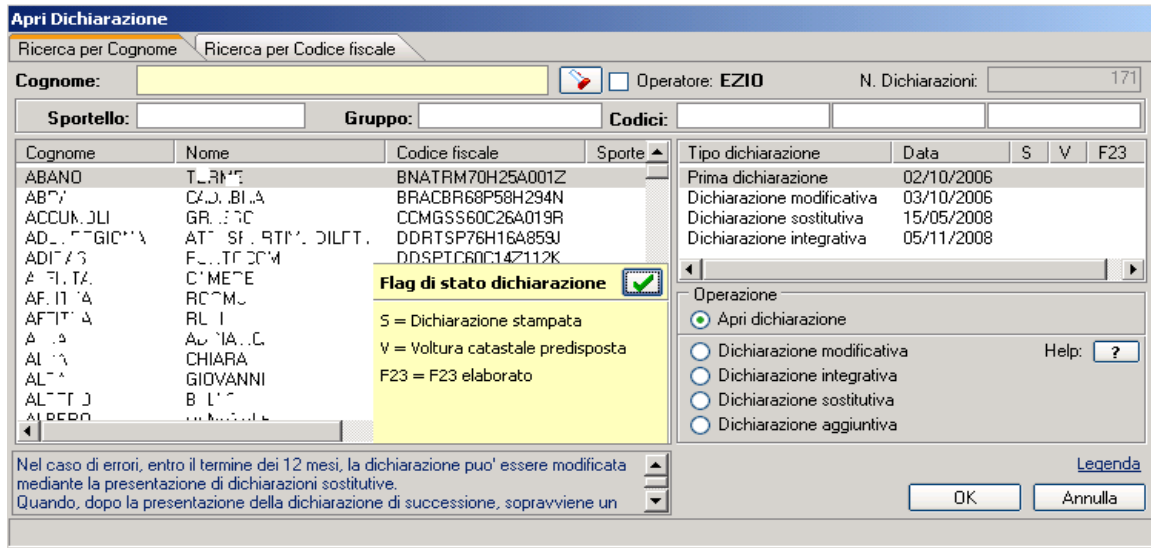 Apri Dichiarazione
Ricerca per Cognome Ricerca per Codice fiscale
Cognome: Operatore: EZIO N. Dichiarazioni: 171
Sportello: Gruppo: Codici:
Cognome Nome Codice fiscale Sporte
ABANO BNATRM70H25A001Z
BRACBR68P58H294N
CCMGSS60C26A019R
DDRTSP76H16A859J
DDSPTC60C14Z112K
CHIARA
GIOVANNI
ALBERO
Flag di stato dichiarazione
S = Dichiarazione stampata
V = Voltura catastale predisposta
F23 = F23 elaborato
Tipo dichiarazione Data S V F23
Prima dichiarazione 02/10/2006
Dichiarazione modificativa 03/10/2006
Dichiarazione sostitutiva 15/05/2008
Dichiarazione integrativa 05/11/2008
Operazione
Apri dichiarazione
Dichiarazione modificativa Help: ?
Dichiarazione integrativa
Dichiarazione sostitutiva
Dichiarazione aggiuntiva
Nel caso di errori, entro il termine dei 12 mesi, la dichiarazione puo' essere modificata
mediante la presentazione di dichiarazioni sostitutive.
Quando, dopo la presentazione della dichiarazione di successione, sopravviene un
Legenda
OK Annulla